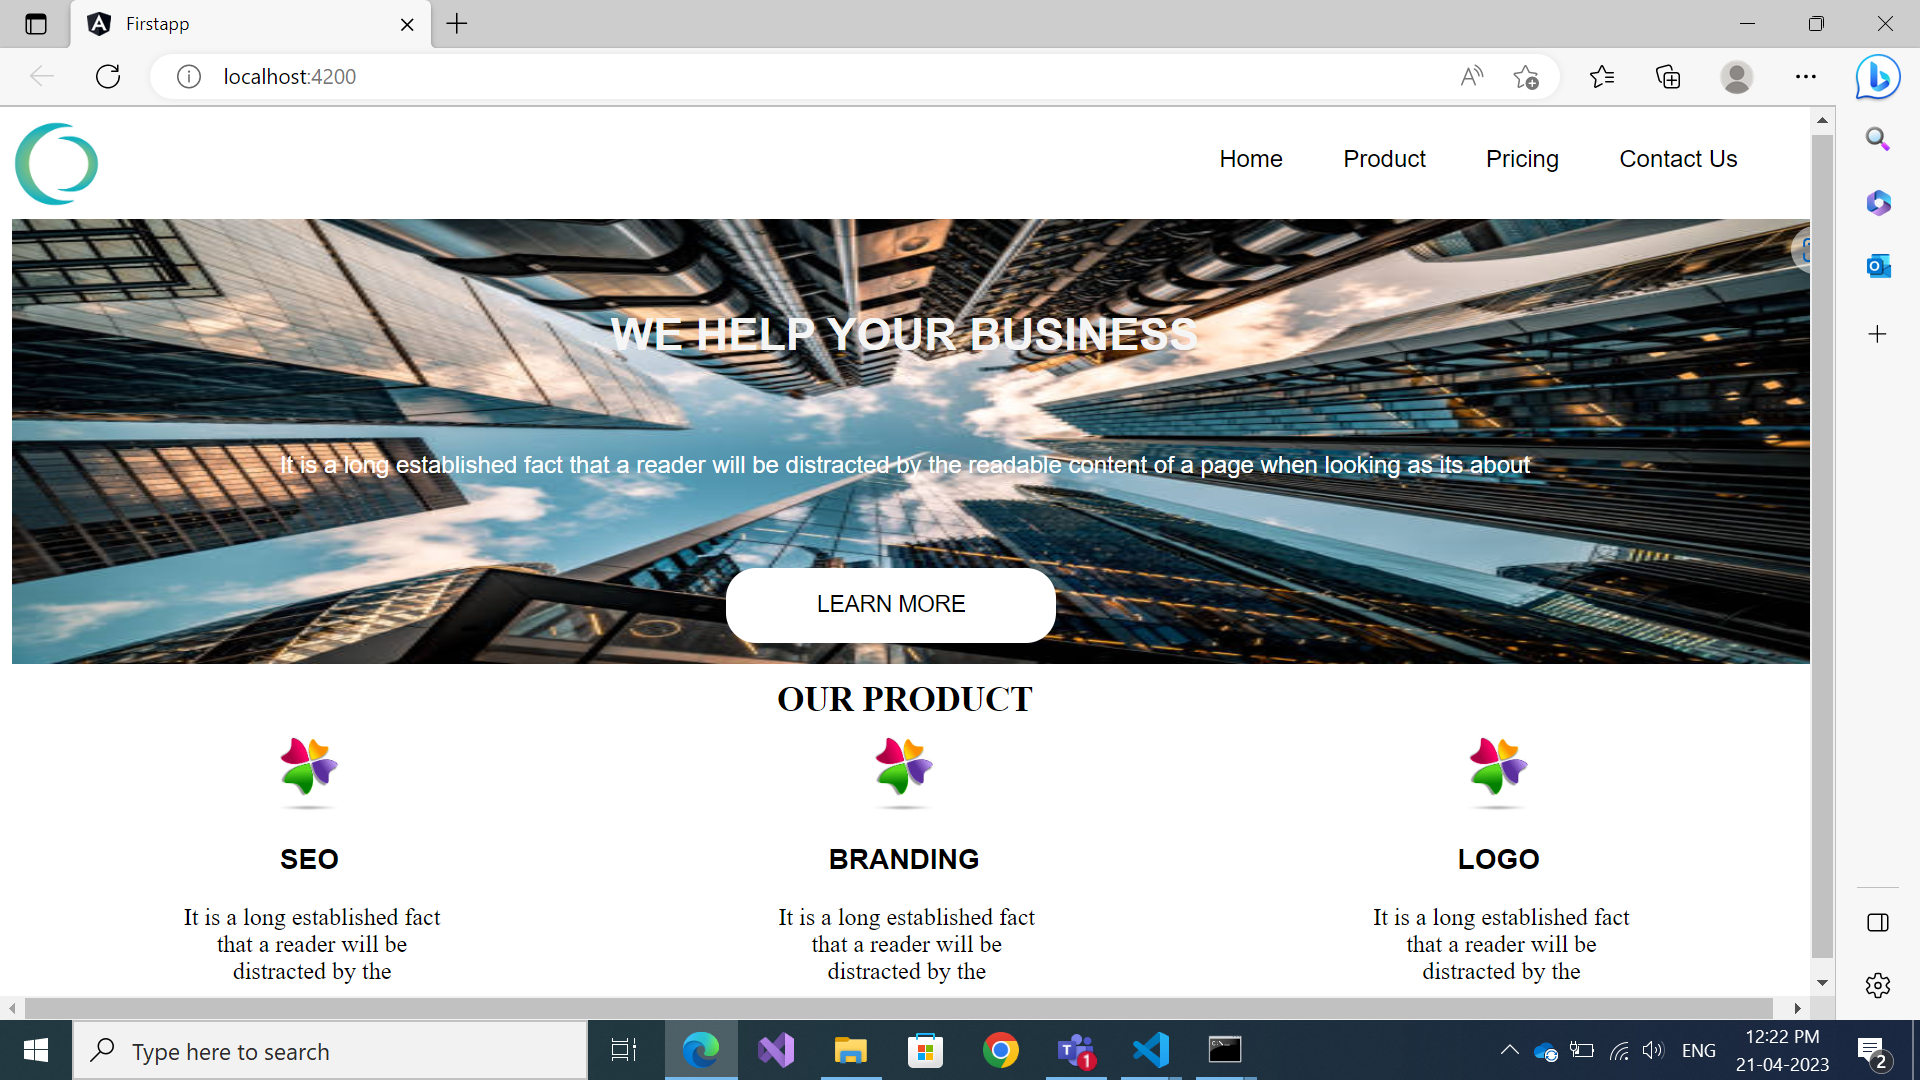 Firstapp
localhost:4200
Home Product Pricing Contact Us
WE HELP YOUR BUSINESS
It is a long established fact that a reader will be distracted by the readable content of a page when looking as its about
LEARN MORE
OUR PRODUCT
SEO
It is a long established fact
that a reader will be
distracted by the
BRANDING
It is a long established fact
that a reader will be
distracted by the
LOGO
It is a long established fact
that a reader will be
distracted by the
Type here to search
1
ENG
12:22 PM
21-04-2023
2